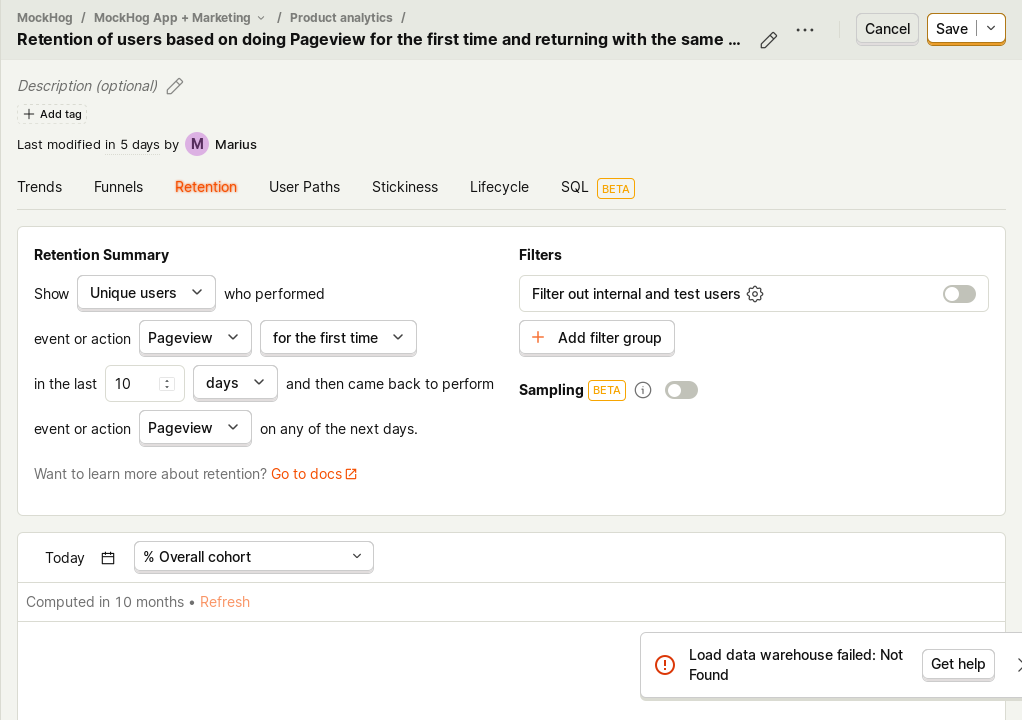 MockHog / MockHog App + Marketing / Product analytics /
Retention of users based on doing Pageview for the first time and returning with the same ...
Cancel
Save
Description (optional)
Add tag
Last modified in 5 days by M Marius
Trends Funnels Retention User Paths Stickiness Lifecycle SQL BETA
Retention Summary
Show Unique users who performed
event or action Pageview for the first time
in the last 10 days and then came back to perform
event or action Pageview on any of the next days.
Want to learn more about retention? Go to docs
Filters
Filter out internal and test users
Add filter group
Sampling BETA
Today % Overall cohort
Computed in 10 months • Refresh
Load data warehouse failed: Not
Found
Get help